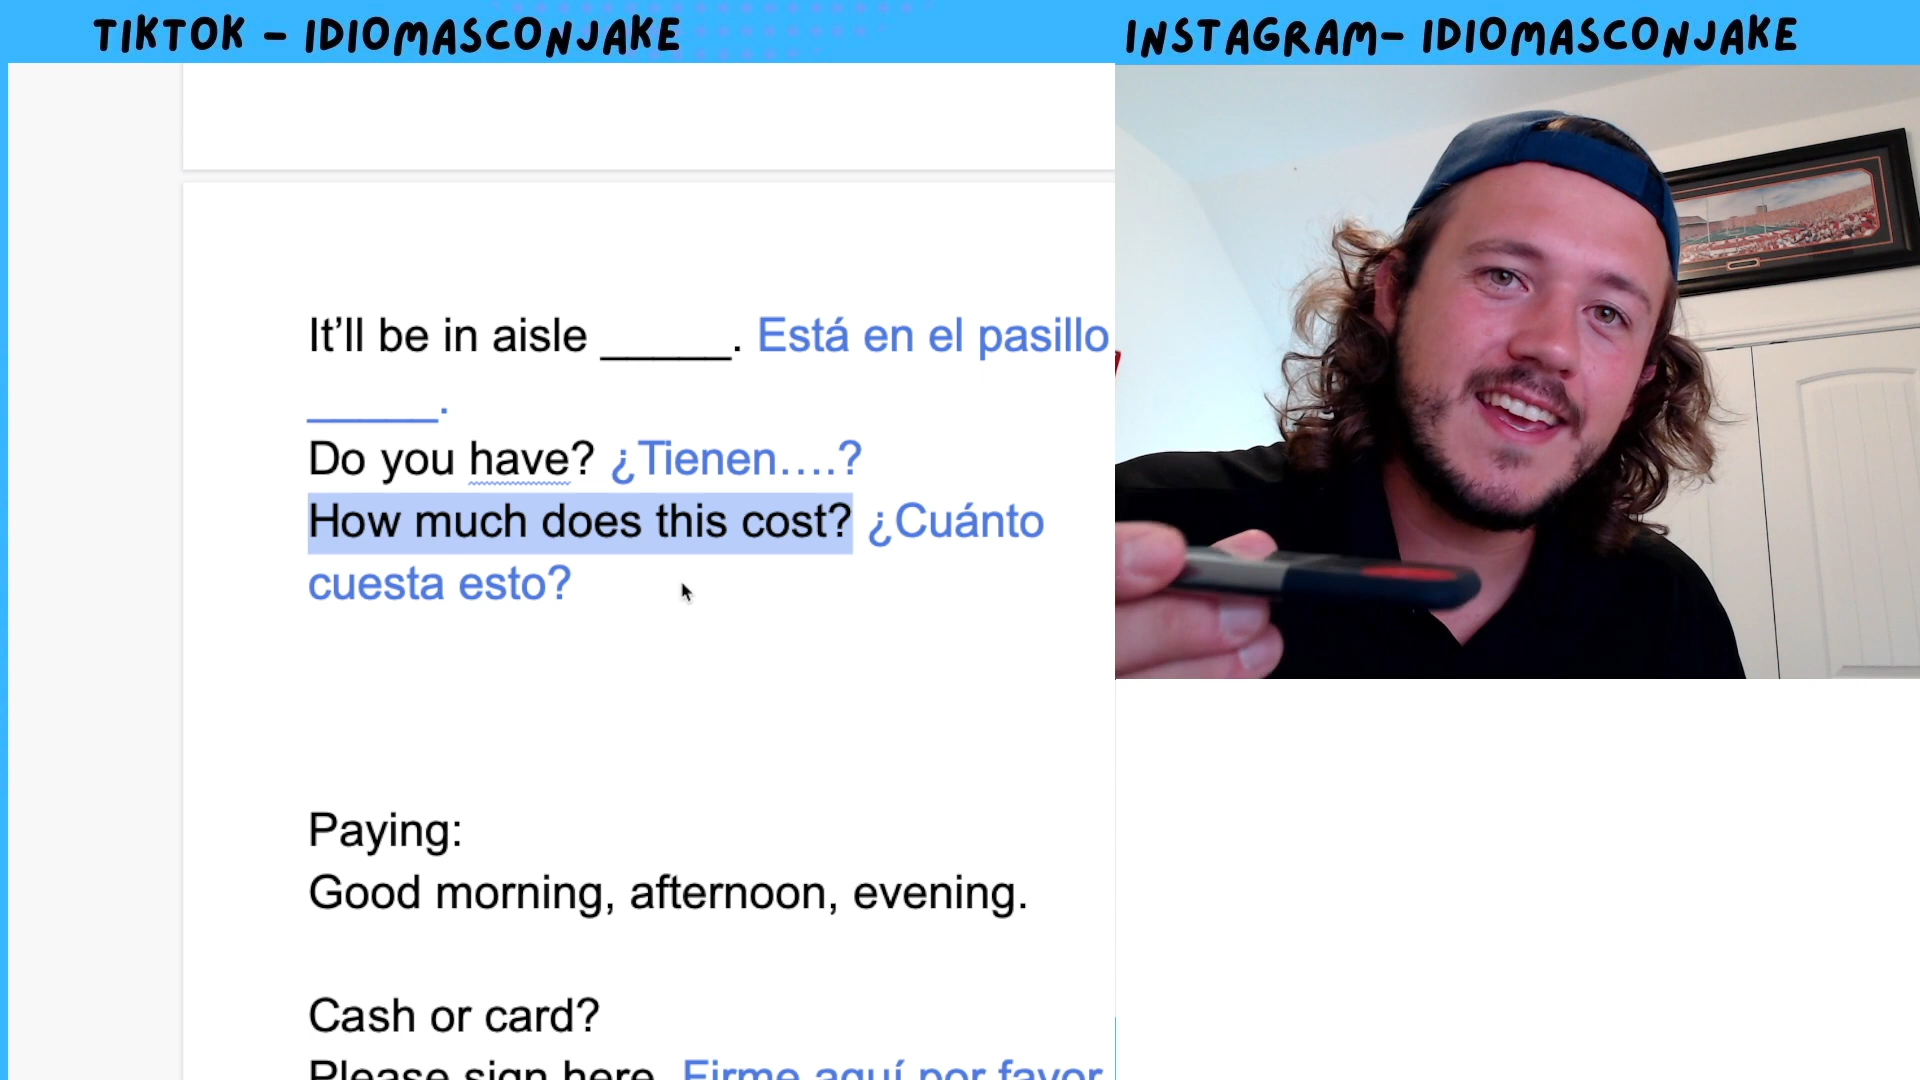 TIKTOK - IDIOMASCONJAKE
INSTAGRAM- IDIOMASCONJAKE
It’ll be in aisle _____. Está en el pasillo
_____.
Do you have? ¿Tienen….?
How much does this cost? ¿Cuánto
cuesta esto?
Paying:
Good morning, afternoon, evening.
Cash or card?
Please sign here. Firme aquí por favor